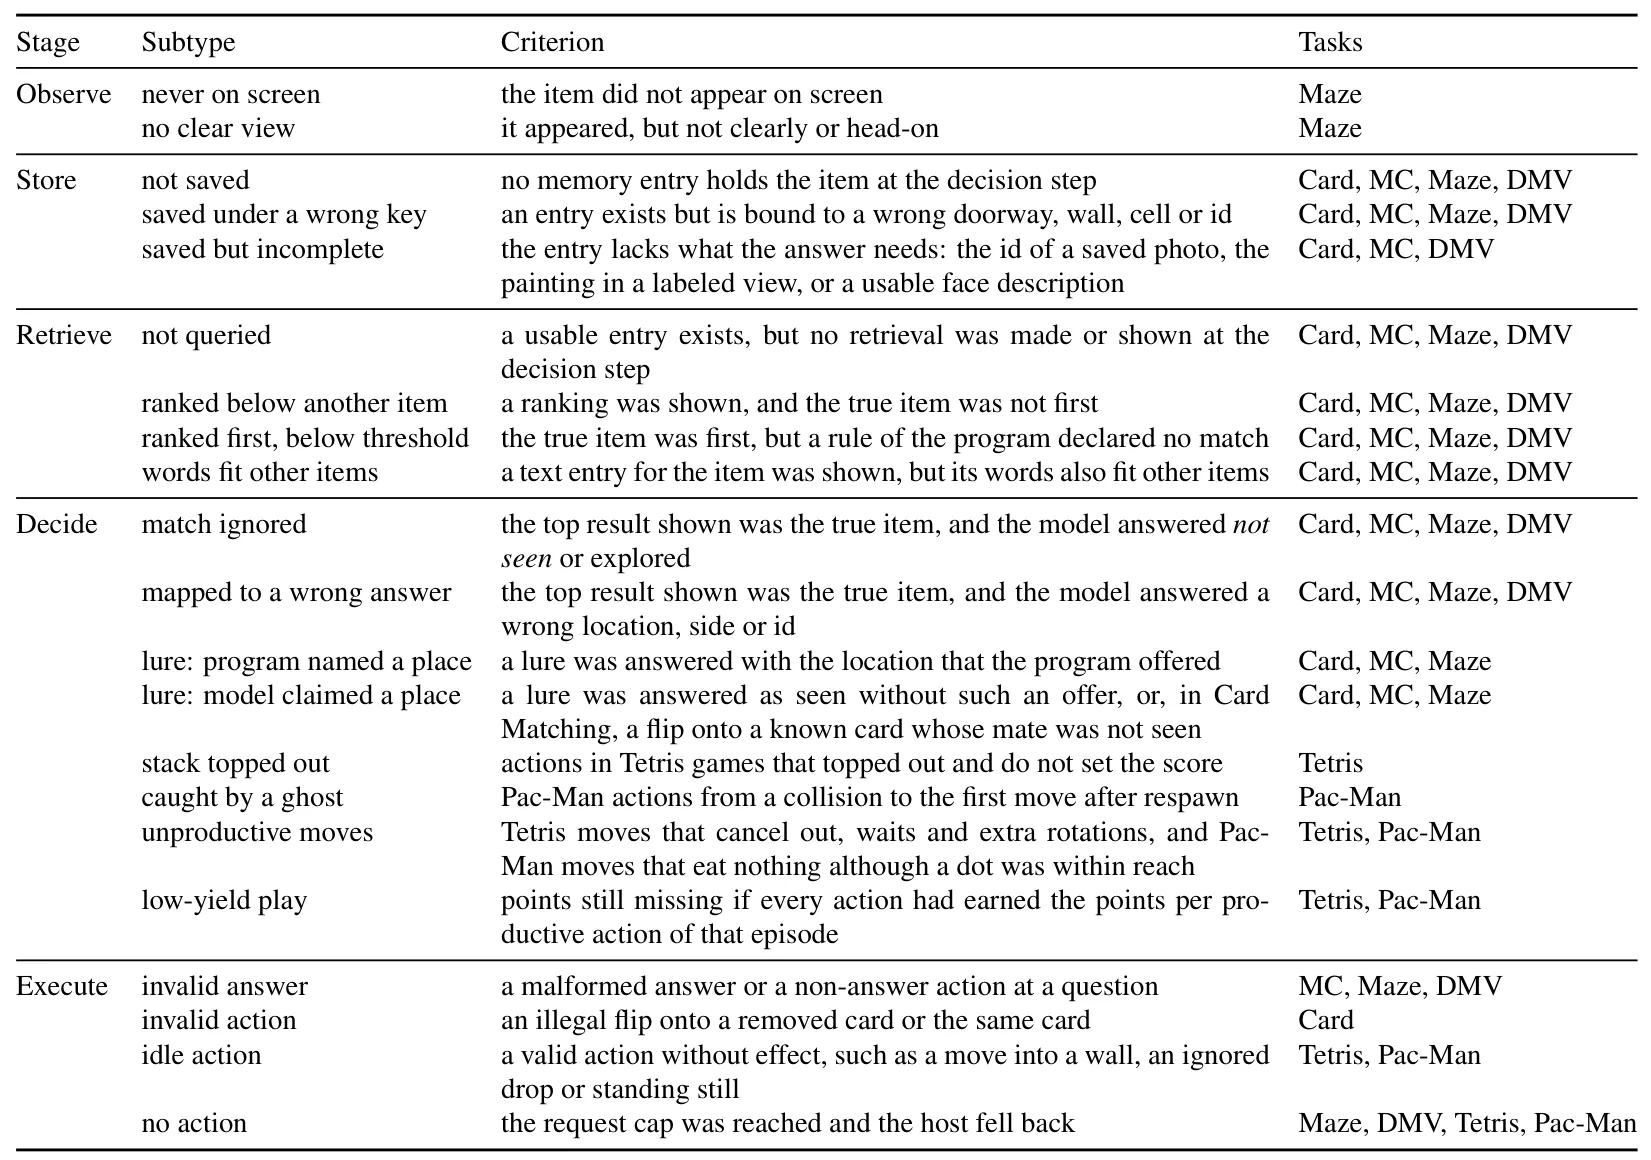 Stage Subtype Criterion Tasks
Observe never on screen the item did not appear on screen Maze
no clear view it appeared, but not clearly or head-on Maze
Store not saved no memory entry holds the item at the decision step Card, MC, Maze, DMV
saved under a wrong key an entry exists but is bound to a wrong doorway, wall, cell or id Card, MC, Maze, DMV
saved but incomplete the entry lacks what the answer needs: the id of a saved photo, the Card, MC, DMV
painting in a labeled view, or a usable face description
Retrieve not queried a usable entry exists, but no retrieval was made or shown at the Card, MC, Maze, DMV
decision step
ranked below another item a ranking was shown, and the true item was not first Card, MC, Maze, DMV
ranked first, below threshold the true item was first, but a rule of the program declared no match Card, MC, Maze, DMV
words fit other items a text entry for the item was shown, but its words also fit other items Card, MC, Maze, DMV
Decide match ignored the top result shown was the true item, and the model answered not Card, MC, Maze, DMV
seen or explored
mapped to a wrong answer the top result shown was the true item, and the model answered a Card, MC, Maze, DMV
wrong location, side or id
lure: program named a place a lure was answered with the location that the program offered Card, MC, Maze
lure: model claimed a place a lure was answered as seen without such an offer, or, in Card Card, MC, Maze
Matching, a flip onto a known card whose mate was not seen
stack topped out actions in Tetris games that topped out and do not set the score Tetris
caught by a ghost Pac-Man actions from a collision to the first move after respawn Pac-Man
unproductive moves Tetris moves that cancel out, waits and extra rotations, and Pac- Tetris, Pac-Man
Man moves that eat nothing although a dot was within reach
low-yield play points still missing if every action had earned the points per pro- Tetris, Pac-Man
ductive action of that episode
Execute invalid answer a malformed answer or a non-answer action at a question MC, Maze, DMV
invalid action an illegal flip onto a removed card or the same card Card
idle action a valid action without effect, such as a move into a wall, an ignored Tetris, Pac-Man
drop or standing still
no action the request cap was reached and the host fell back Maze, DMV, Tetris, Pac-Man